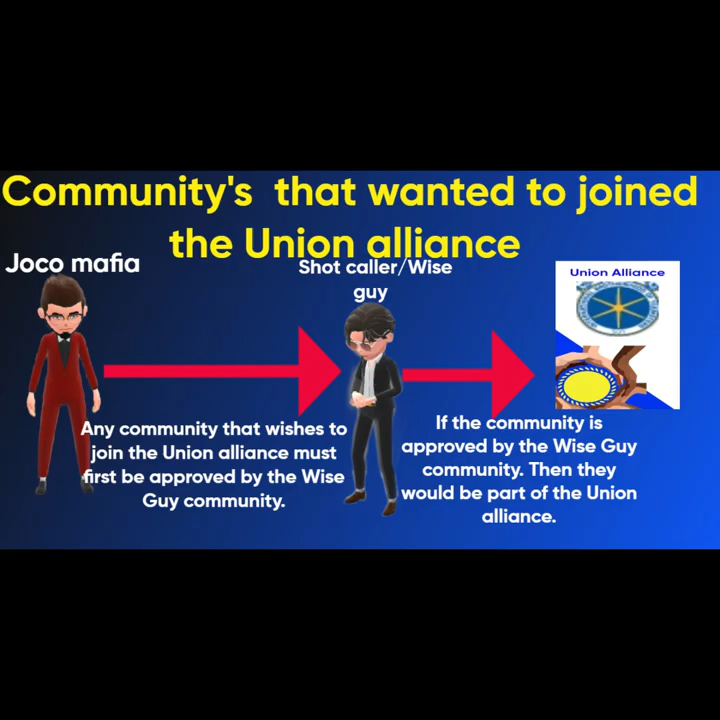 Community's that wanted to joined
the Union alliance
Joco mafia
Shot caller/Wise
guy
Union Alliance
Any community that wishes to
join the Union alliance must
first be approved by the Wise
Guy community.
If the community is
approved by the Wise Guy
community. Then they
would be part of the Union
alliance.